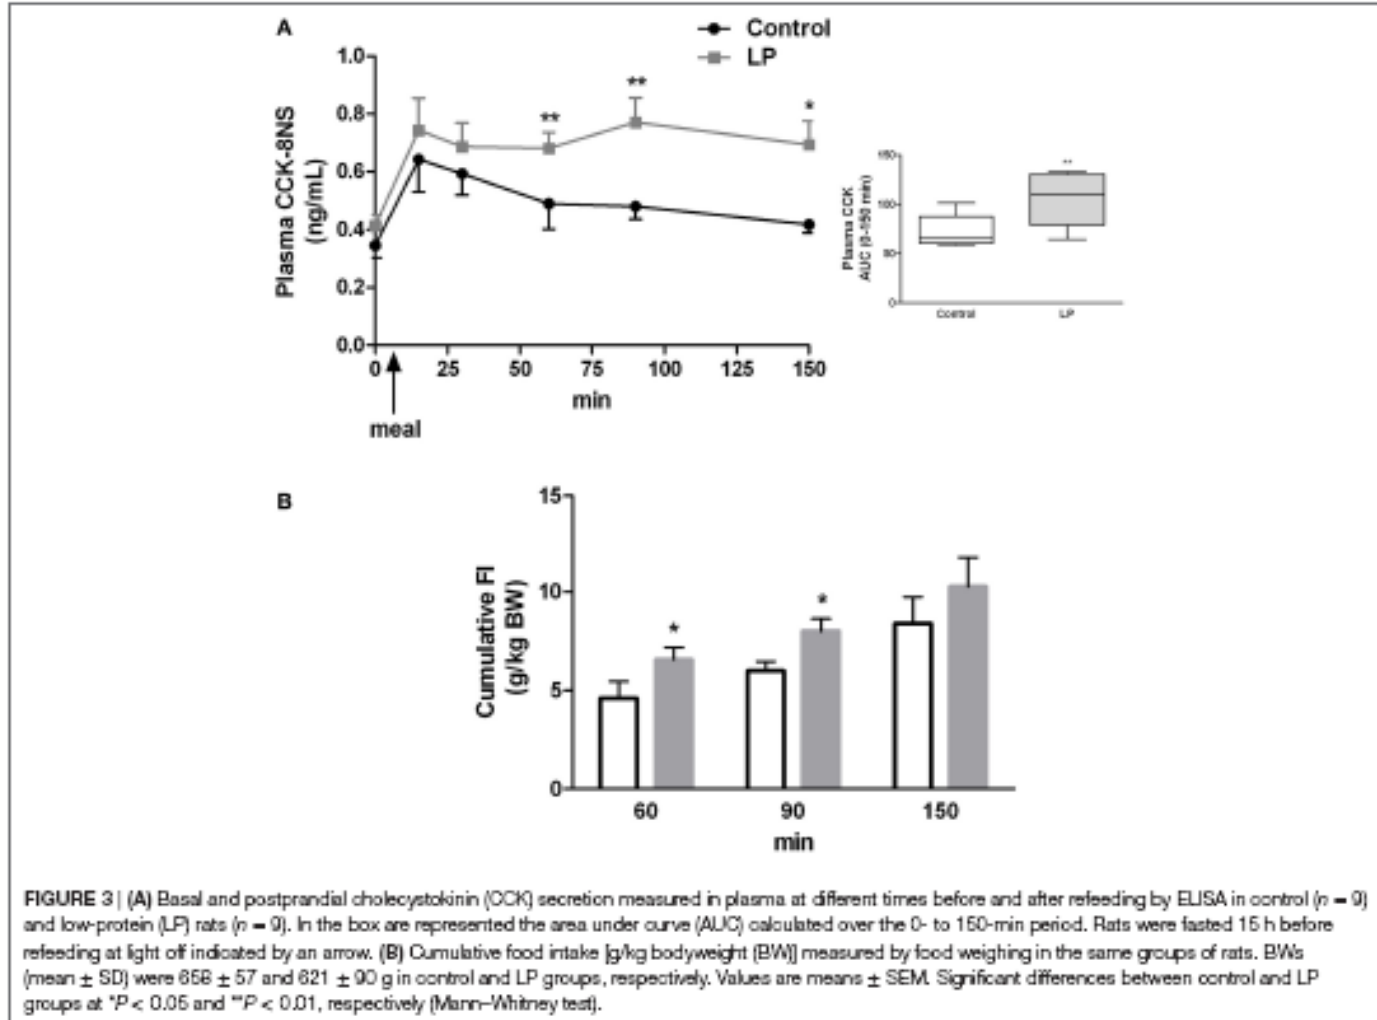 A
Control
LP
Plasma CCK-8NS
(ng/mL)
1.0
0.8
0.6
0.4
0.2
0.0
**
**
*
0
25
50
75
100
125
150
min
meal
Plasma CCK
AUC (0-150 min)
150
100
50
0
**
Control
LP
B
Cumulative FI
(g/kg BW)
15
10
5
0
*
*
60
90
150
min
FIGURE 3 | (A) Basal and postprandial cholecystokinin (CCK) secretion measured in plasma at different times before and after refeeding by ELISA in control (n = 9)
and low-protein (LP) rats (n = 9). In the box are represented the area under curve (AUC) calculated over the 0- to 150-min period. Rats were fasted 15 h before
refeeding at light off indicated by an arrow. (B) Cumulative food intake [g/kg bodyweight (BW)] measured by food weighing in the same groups of rats. BWs
(mean ± SD) were 658 ± 57 and 621 ± 90 g in control and LP groups, respectively. Values are means ± SEM. Significant differences between control and LP
groups at *P < 0.05 and **P < 0.01, respectively (Mann–Whitney test).